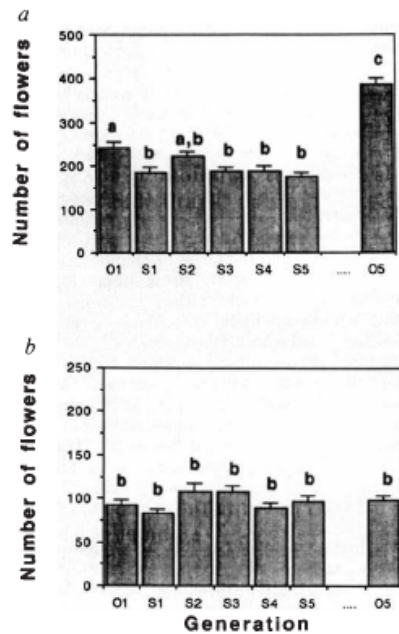 a
Number of flowers
500
400
300
200
100
0
a
b
a,b
b
b
b
c
O1 S1 S2 S3 S4 S5 .... O5
b
Number of flowers
250
200
150
100
50
0
b b b b b b b
O1 S1 S2 S3 S4 S5 .... O5
Generation